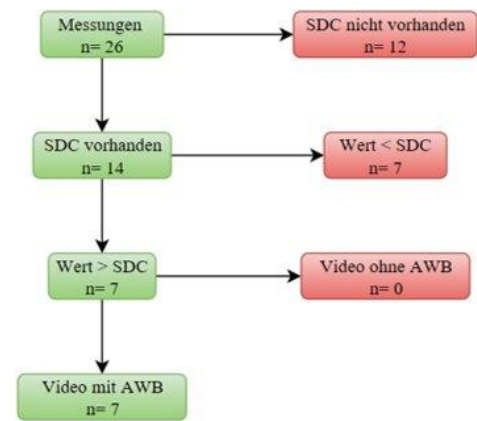 Messungen
n= 26
SDC nicht vorhanden
n= 12
SDC vorhanden
n= 14
Wert < SDC
n= 7
Wert > SDC
n= 7
Video ohne AWB
n= 0
Video mit AWB
n= 7